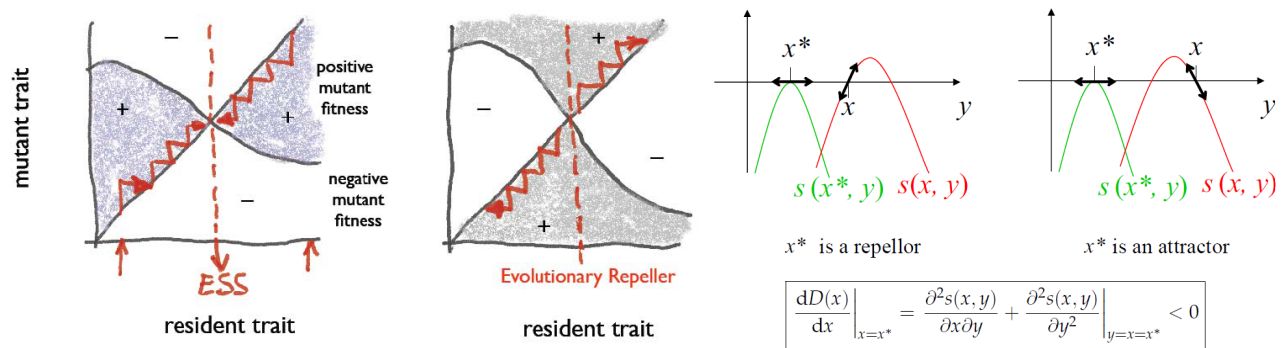 mutant trait
–
+
positive
mutant
fitness
+
negative
mutant
fitness
–
ESS
resident trait
+
–
–
+
Evolutionary Repeller
resident trait
x*
x
y
s(x*, y) s(x, y)
x* is a repellor
x*
x
y
s(x*, y) s(x, y)
x* is an attractor
dD(x)/dx |x=x* = ∂²s(x, y)/∂x∂y + ∂²s(x, y)/∂y² |y=x=x* < 0